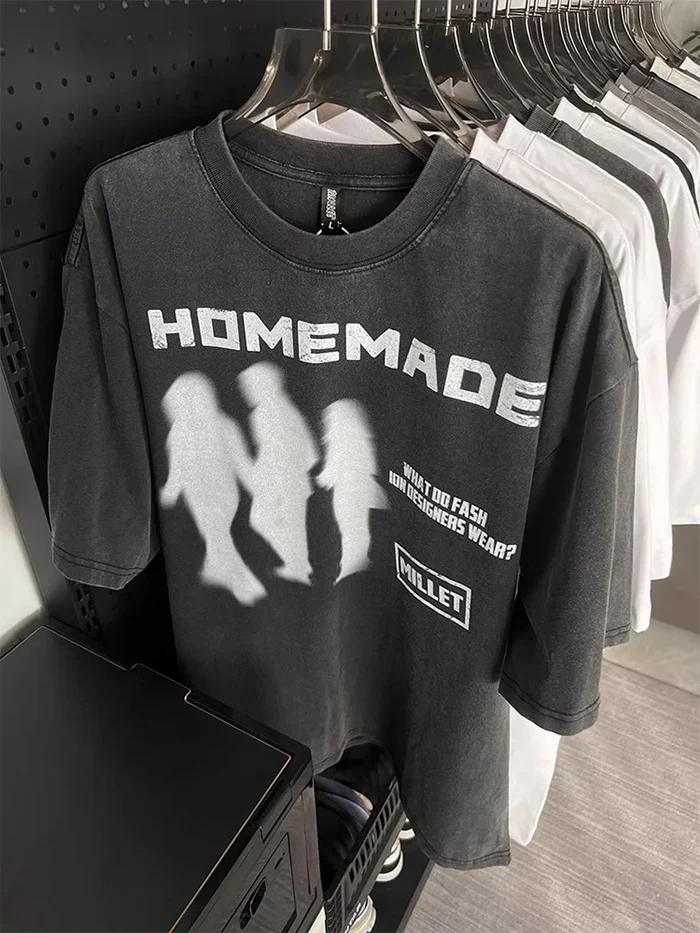 L
HOMEMADE
WHAT DO FASH
ION DESIGNERS WEAR?
MILLET